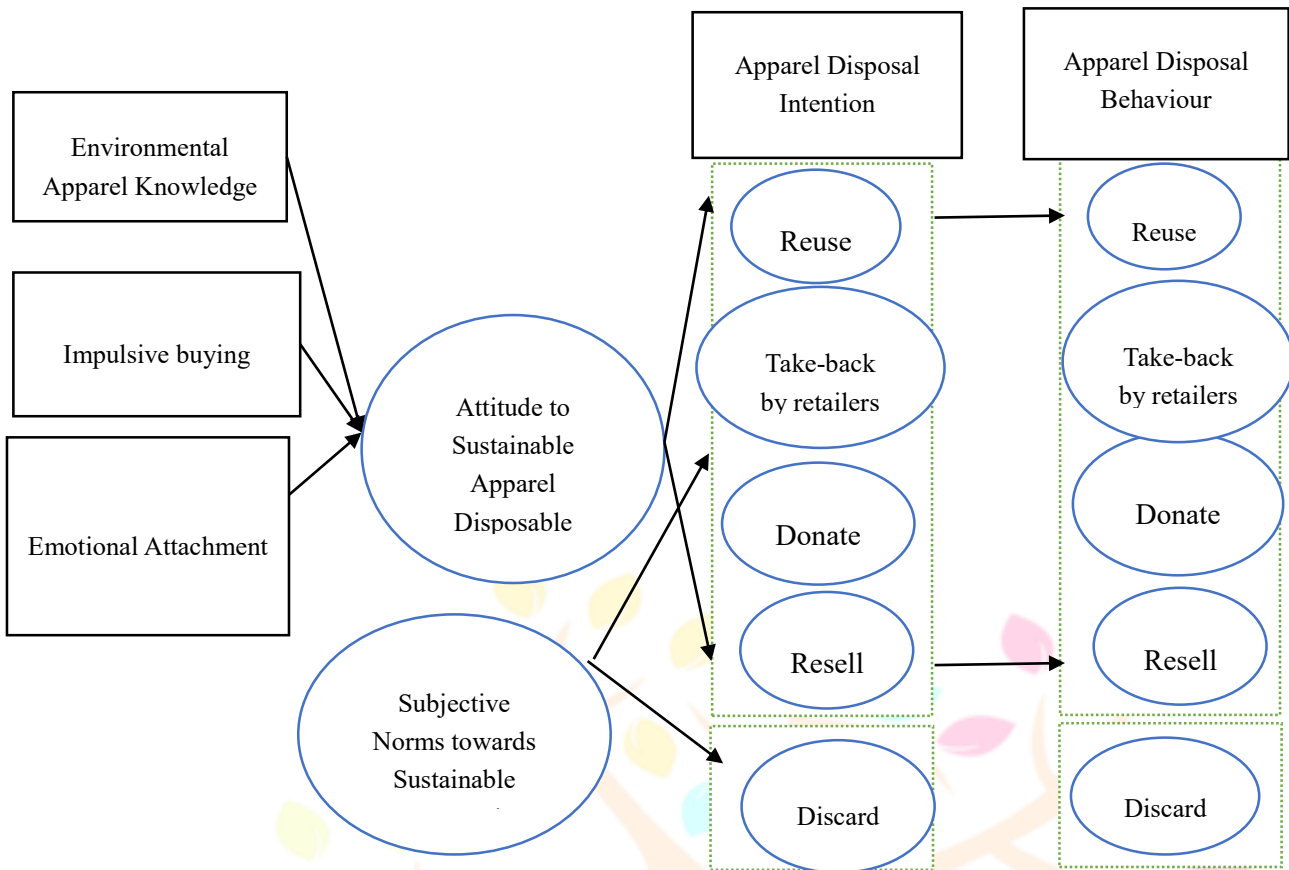 Environmental
Apparel Knowledge
Impulsive buying
Emotional Attachment
Attitude to
Sustainable
Apparel
Disposable
Subjective
Norms towards
Sustainable
Apparel Disposal
Intention
Reuse
Take-back
by retailers
Donate
Resell
Discard
Apparel Disposal
Behaviour
Reuse
Take-back
by retailers
Donate
Resell
Discard